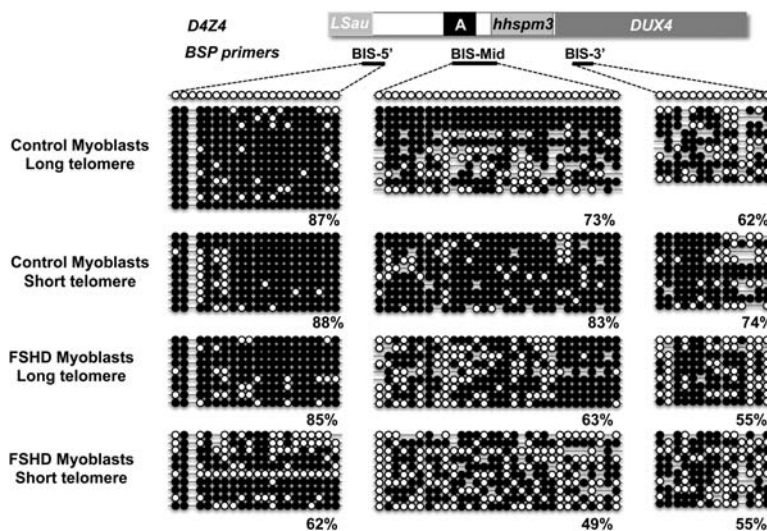 D4Z4 LSau A hhspm3 DUX4
BSP primers BIS-5' BIS-Mid BIS-3'
Control Myoblasts
Long telomere
87% 73% 62%
Control Myoblasts
Short telomere
88% 83% 74%
FSHD Myoblasts
Long telomere
85% 63% 55%
FSHD Myoblasts
Short telomere
62% 49% 55%